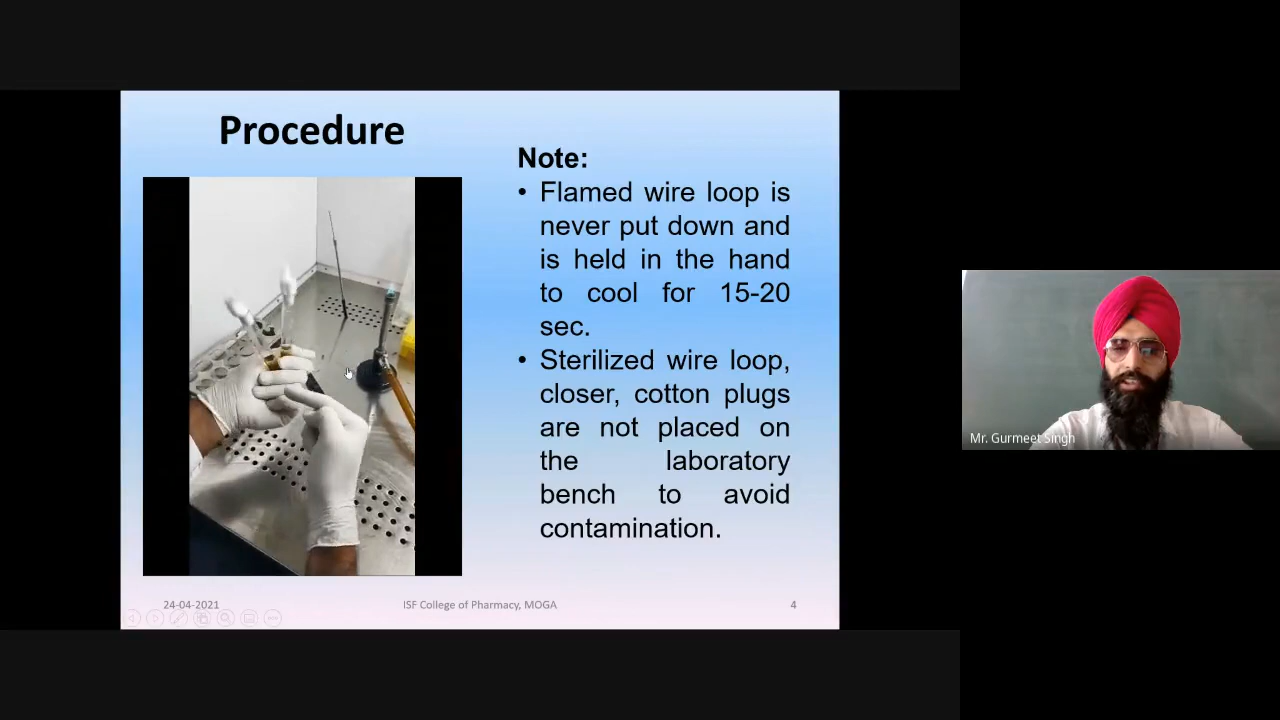 Procedure
Note:
• Flamed wire loop is
never put down and
is held in the hand
to cool for 15-20
sec.
• Sterilized wire loop,
closer, cotton plugs
are not placed on
the laboratory
bench to avoid
contamination.
24-04-2021
ISF College of Pharmacy, MOGA
4
Mr. Gurmeet Singh